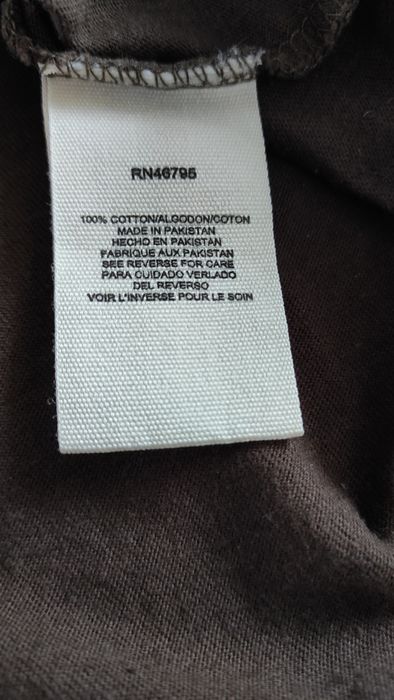 RN46795
100% COTTON/ALGODON/COTON
MADE IN PAKISTAN
HECHO EN PAKISTAN
FABRIQUE AUX PAKISTAN
SEE REVERSE FOR CARE
PARA CUIDADO VERLADO
DEL REVERSO
VOIR L'INVERSE POUR LE SOIN